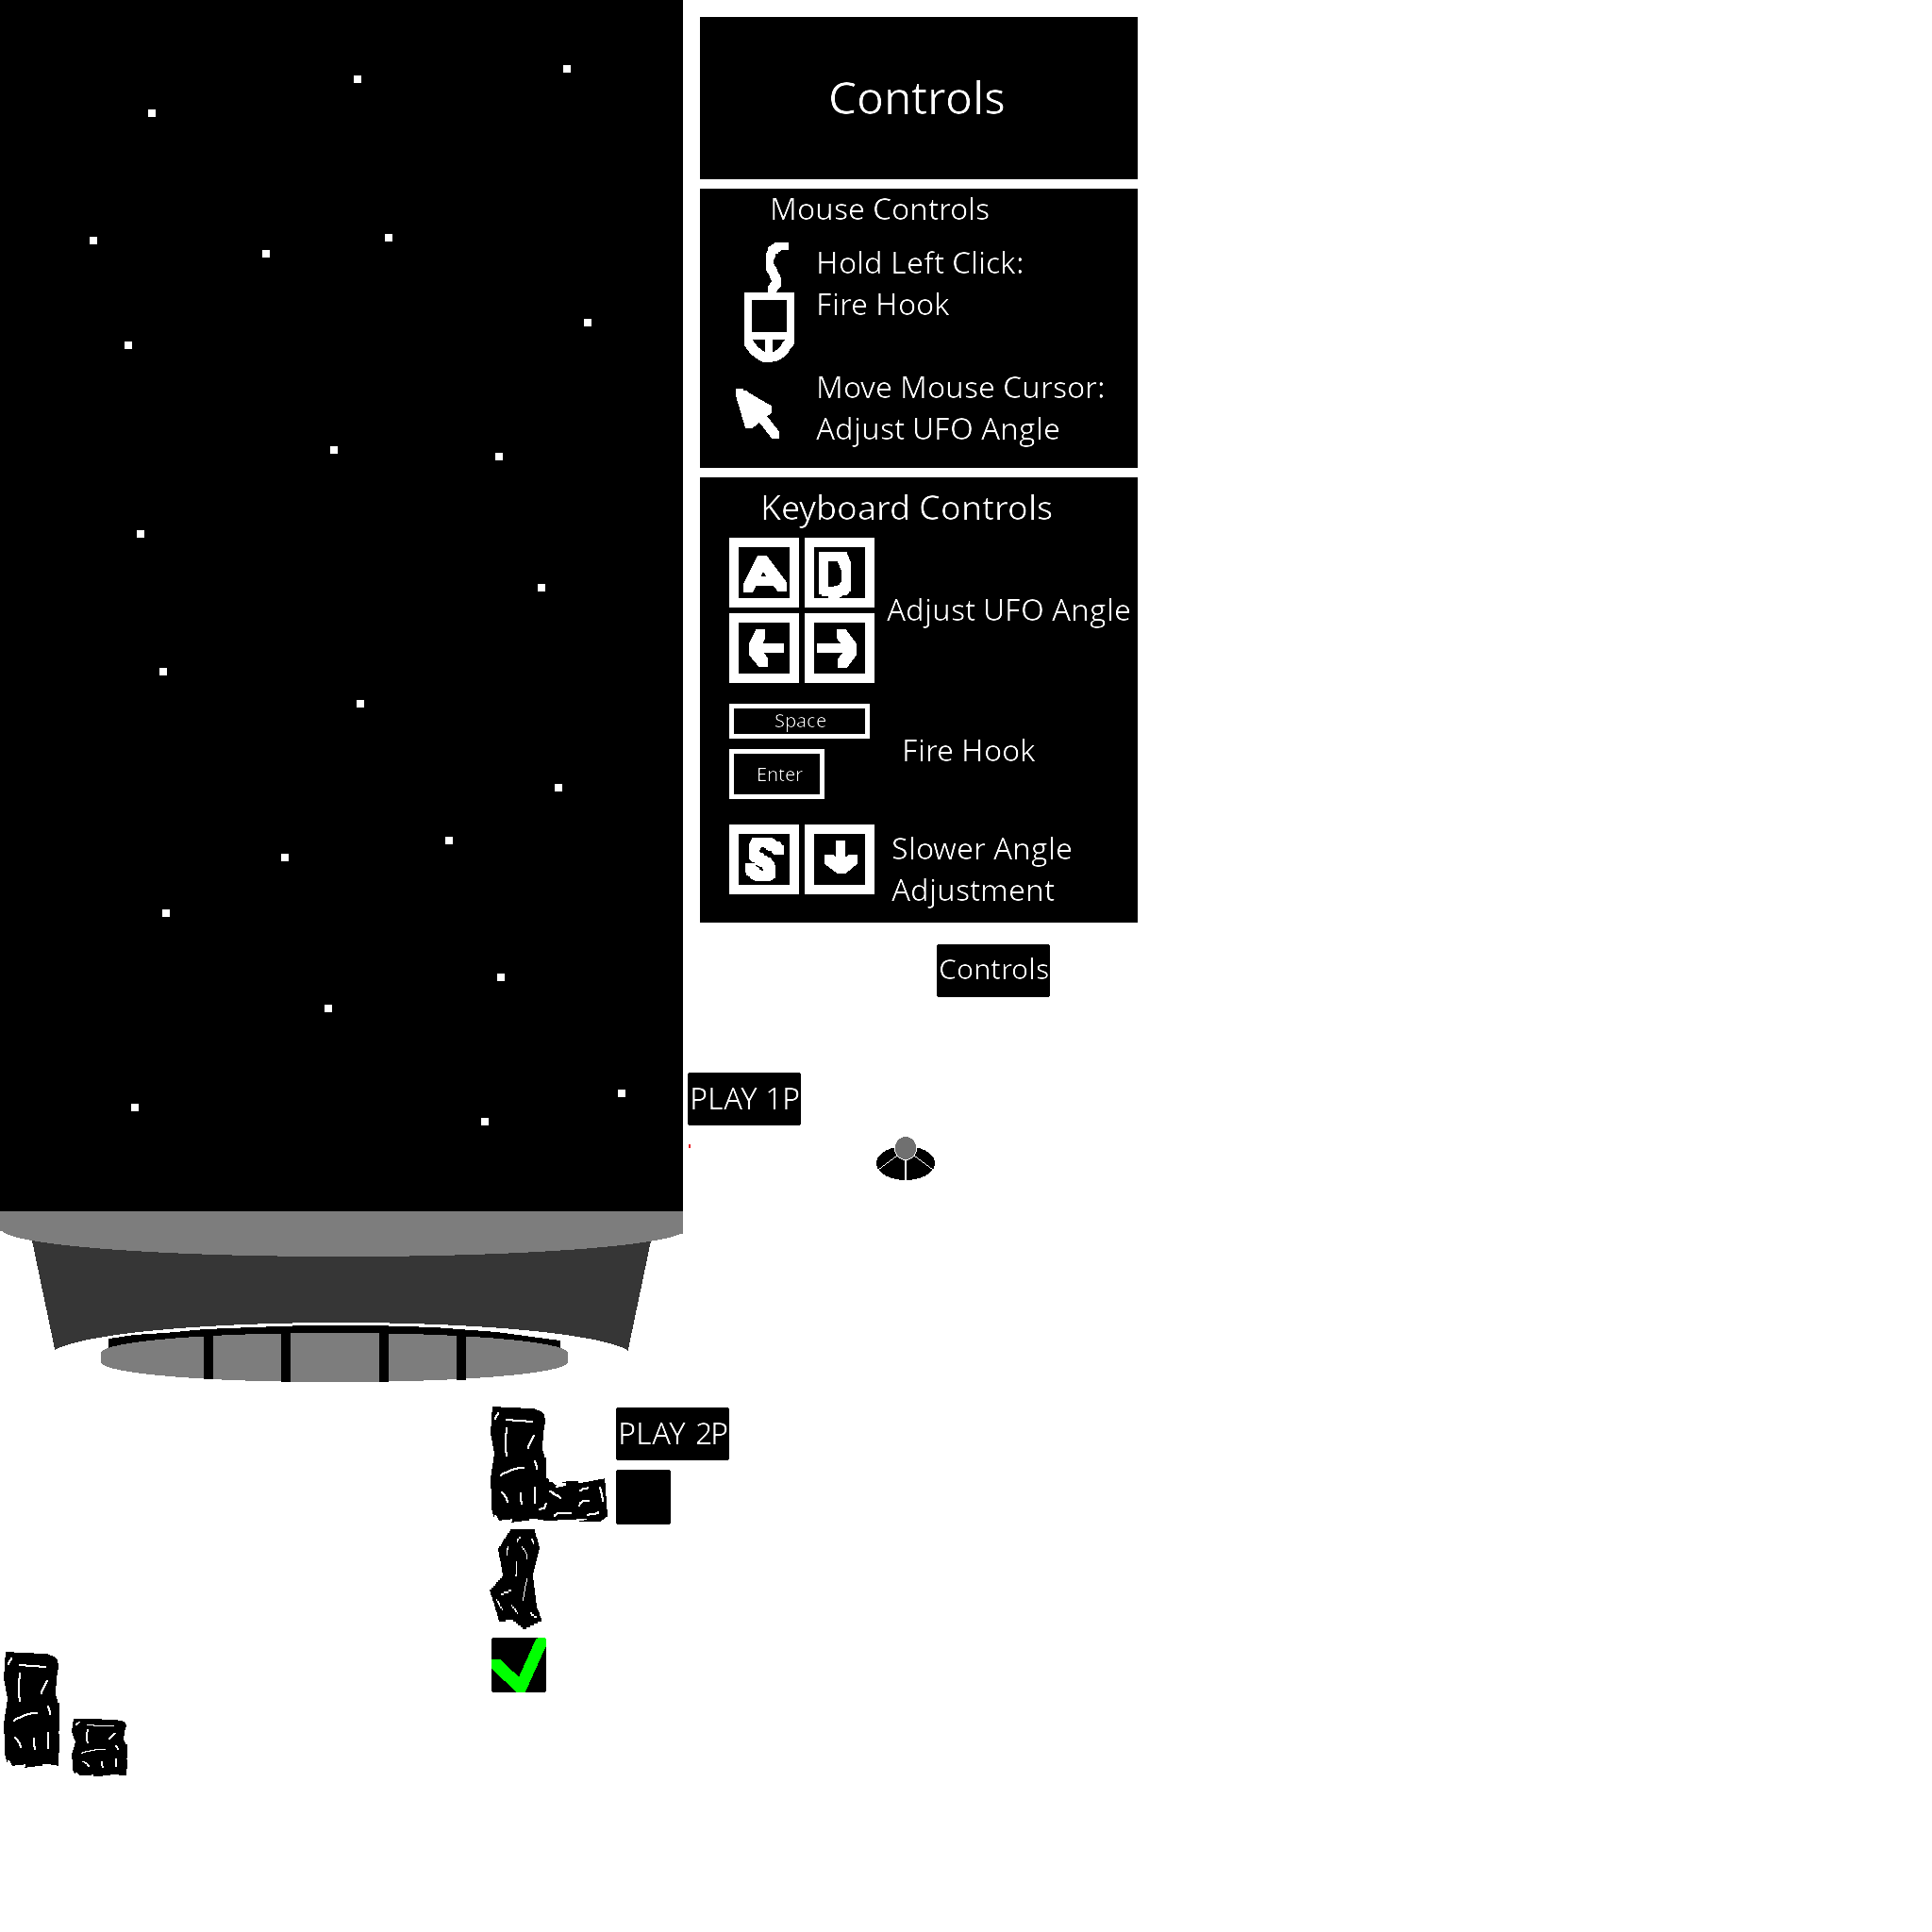 Controls
Mouse Controls
Hold Left Click:
Fire Hook
Move Mouse Cursor:
Adjust UFO Angle
Keyboard Controls
A D
Adjust UFO Angle
Space
Fire Hook
Enter
S
Slower Angle
Adjustment
Controls
PLAY 1P
PLAY 2P